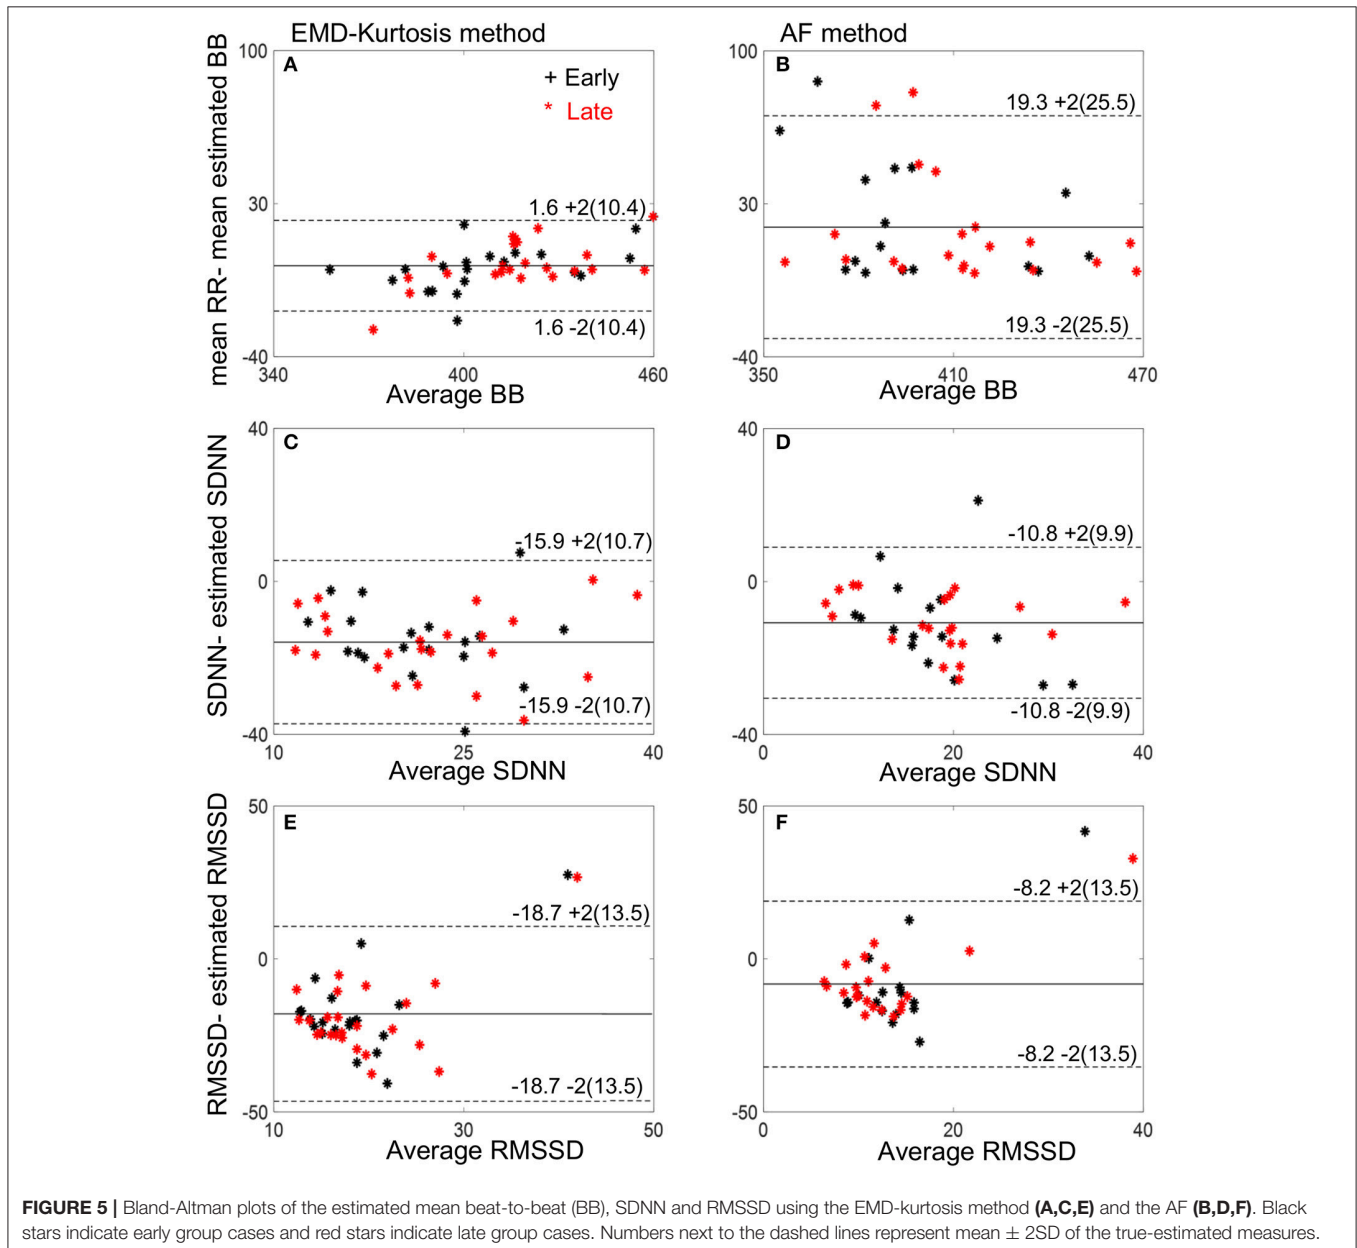 EMD-Kurtosis method
AF method
mean RR- mean estimated BB
100
30
-40
A
+ Early
* Late
1.6 +2(10.4)
1.6 -2(10.4)
340
400
460
Average BB
100
30
-40
B
19.3 +2(25.5)
19.3 -2(25.5)
350
410
470
Average BB
SDNN- estimated SDNN
40
0
-40
C
-15.9 +2(10.7)
-15.9 -2(10.7)
10
25
40
Average SDNN
40
0
-40
D
-10.8 +2(9.9)
-10.8 -2(9.9)
0
20
40
Average SDNN
RMSSD- estimated RMSSD
50
0
-50
E
-18.7 +2(13.5)
-18.7 -2(13.5)
10
30
50
Average RMSSD
50
0
-50
F
-8.2 +2(13.5)
-8.2 -2(13.5)
0
20
40
Average RMSSD
FIGURE 5 | Bland-Altman plots of the estimated mean beat-to-beat (BB), SDNN and RMSSD using the EMD-kurtosis method (A,C,E) and the AF (B,D,F). Black
stars indicate early group cases and red stars indicate late group cases. Numbers next to the dashed lines represent mean ± 2SD of the true-estimated measures.